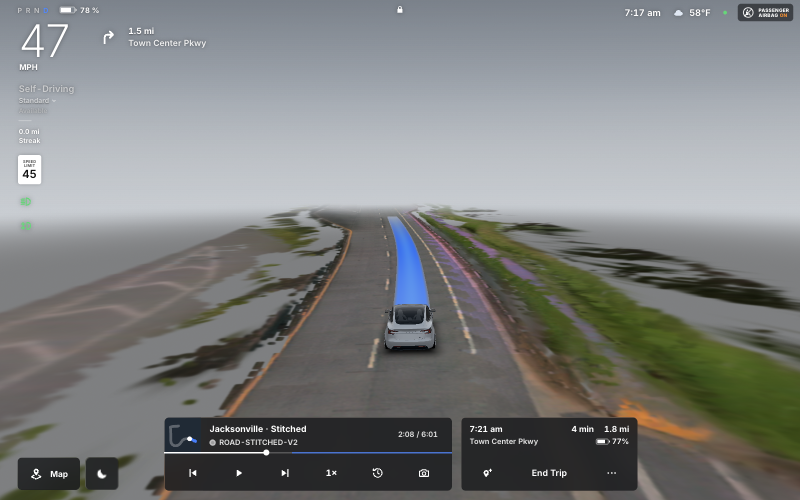 P R N
78 %
7:17 am
58°F
PASSENGER
AIRBAG ON
47
MPH
1.5 mi
Town Center Pkwy
Self-Driving
Standard
0.0 mi
Streak
SPEED
LIMIT
45
Jacksonville · Stitched
ROAD-STITCHED-V2
2:08 / 6:01
1×
7:21 am
4 min
1.8 mi
Town Center Pkwy
77%
End Trip
Map